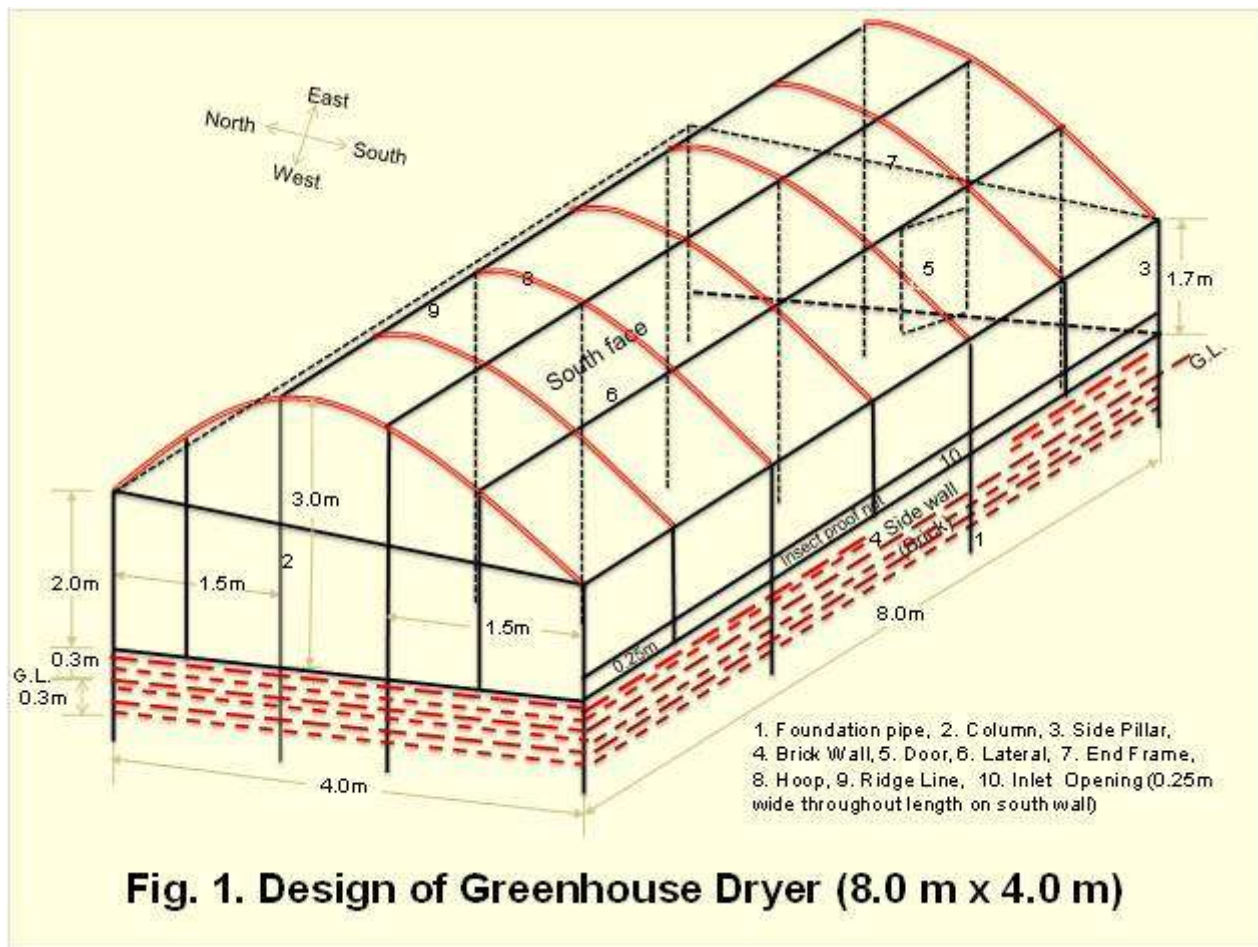 East
North
South
West.
7
5
3
1.7m
8
9
South face
6
G.L.
10
Insect proof net
4 Side wall
(Brick)
1
3.0m
2
2.0m
1.5m
1.5m
8.0m
0.25m
0.3m
G.L.
0.3m
4.0m
1. Foundation pipe, 2. Column, 3. Side Pillar,
4. Brick Wall, 5. Door, 6. Lateral, 7. End Frame,
8. Hoop, 9. Ridge Line, 10. Inlet Opening (0.25m
wide throughout length on south wall)
Fig. 1. Design of Greenhouse Dryer (8.0 m x 4.0 m)